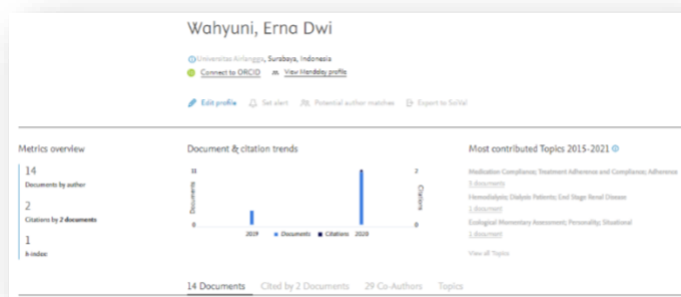 Wahyuni, Erna Dwi
Universitas Airlangga, Surabaya, Indonesia
Connect to ORCID View Mendeley profile
Edit profile Set alert Potential author matches Export to SciVal
Metrics overview
14
Documents by author
2
Citations by 2 documents
1
h-index:
Document & citation trends
11
Documents
0
2
Citations
0
2019 Documents Citations 2020
Most contributed Topics 2015-2021
Medication Compliance; Treatment Adherence and Compliance; Adherence
3 documents
Hemodialysis; Dialysis Patients; End Stage Renal Disease
1 document
Ecological Momentary Assessment; Personality; Situational
1 document
View all Topics
14 Documents Cited by 2 Documents 29 Co-Authors Topics